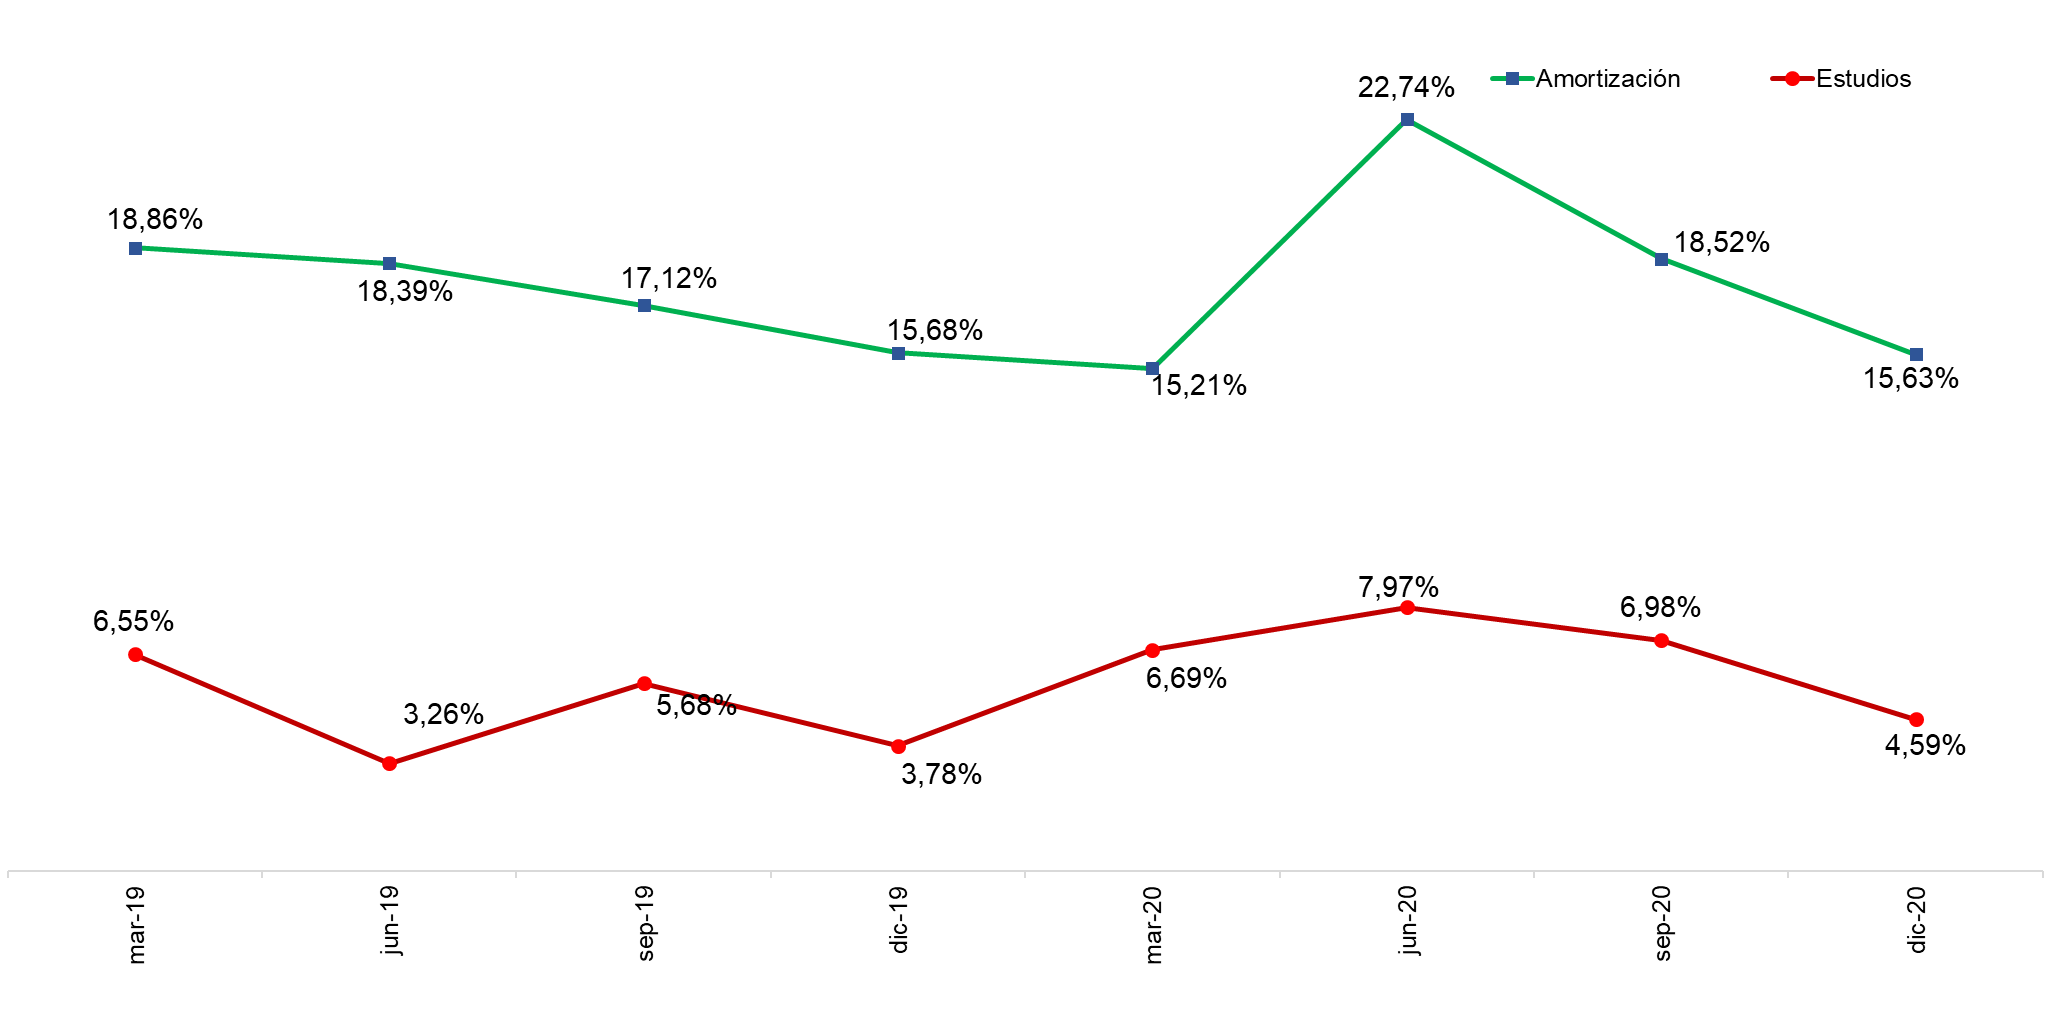 Amortización
Estudios
22,74%
18,86%
18,39%
17,12%
15,68%
15,21%
18,52%
15,63%
6,55%
3,26%
5,68%
3,78%
6,69%
7,97%
6,98%
4,59%
mar-19
jun-19
sep-19
dic-19
mar-20
jun-20
sep-20
dic-20